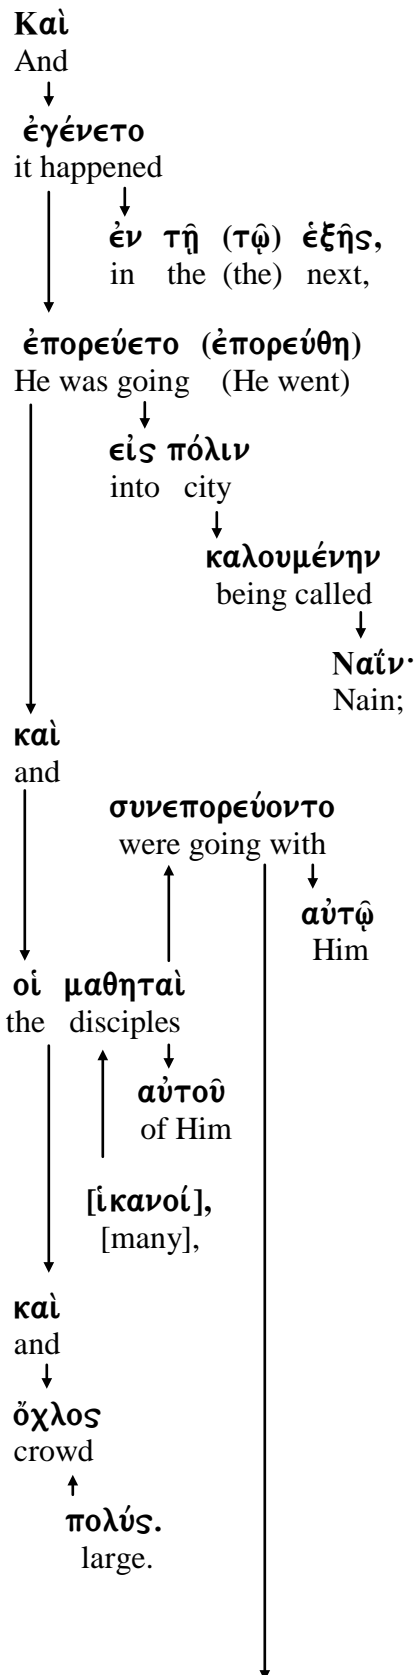 Καὶ
And
ἐγένετο
it happened
ἐν τῇ (τῷ) ἑξῆς,
in the (the) next,
ἐπορεύετο (ἐπορεύθη)
He was going (He went)
εἰς πόλιν
into city
καλουμένην
being called
Ναΐν·
Nain;
καὶ
and
συνεπορεύοντο
were going with
αὐτῷ
Him
οἱ μαθηταὶ
the disciples
αὐτοῦ
of Him
[ἱκανοί],
[many],
καὶ
and
ὄχλος
crowd
πολύς.
large.